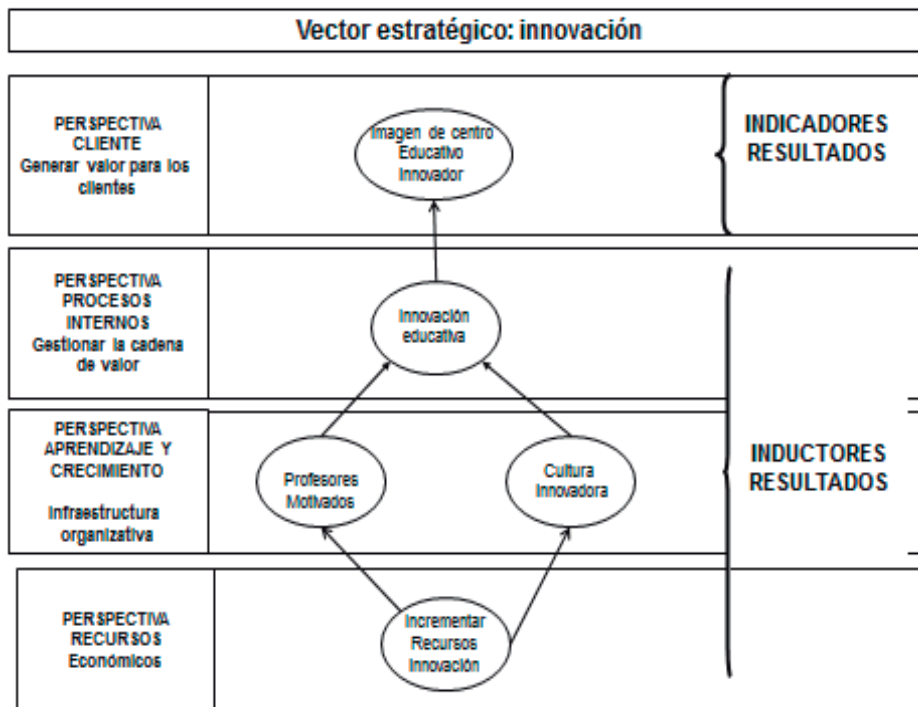 Vector estratégico: innovación
PERSPECTIVA
CLIENTE
Generar valor para los
clientes
Imagen de centro
Educativo
Innovador
INDICADORES
RESULTADOS
PERSPECTIVA
PROCESOS
INTERNOS
Gestionar la cadena
de valor
Innovación
educativa
PERSPECTIVA
APRENDIZAJE Y
CRECIMIENTO
Infraestructura
organizativa
Profesores
Motivados
Cultura
Innovadora
INDUCTORES
RESULTADOS
PERSPECTIVA
RECURSOS
Económicos
Incrementar
Recursos
Innovación